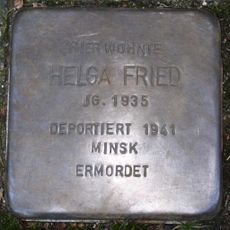 HIER WOHNTE
HELGA FRIED
JG. 1935
DEPORTIERT 1941
MINSK
ERMORDET